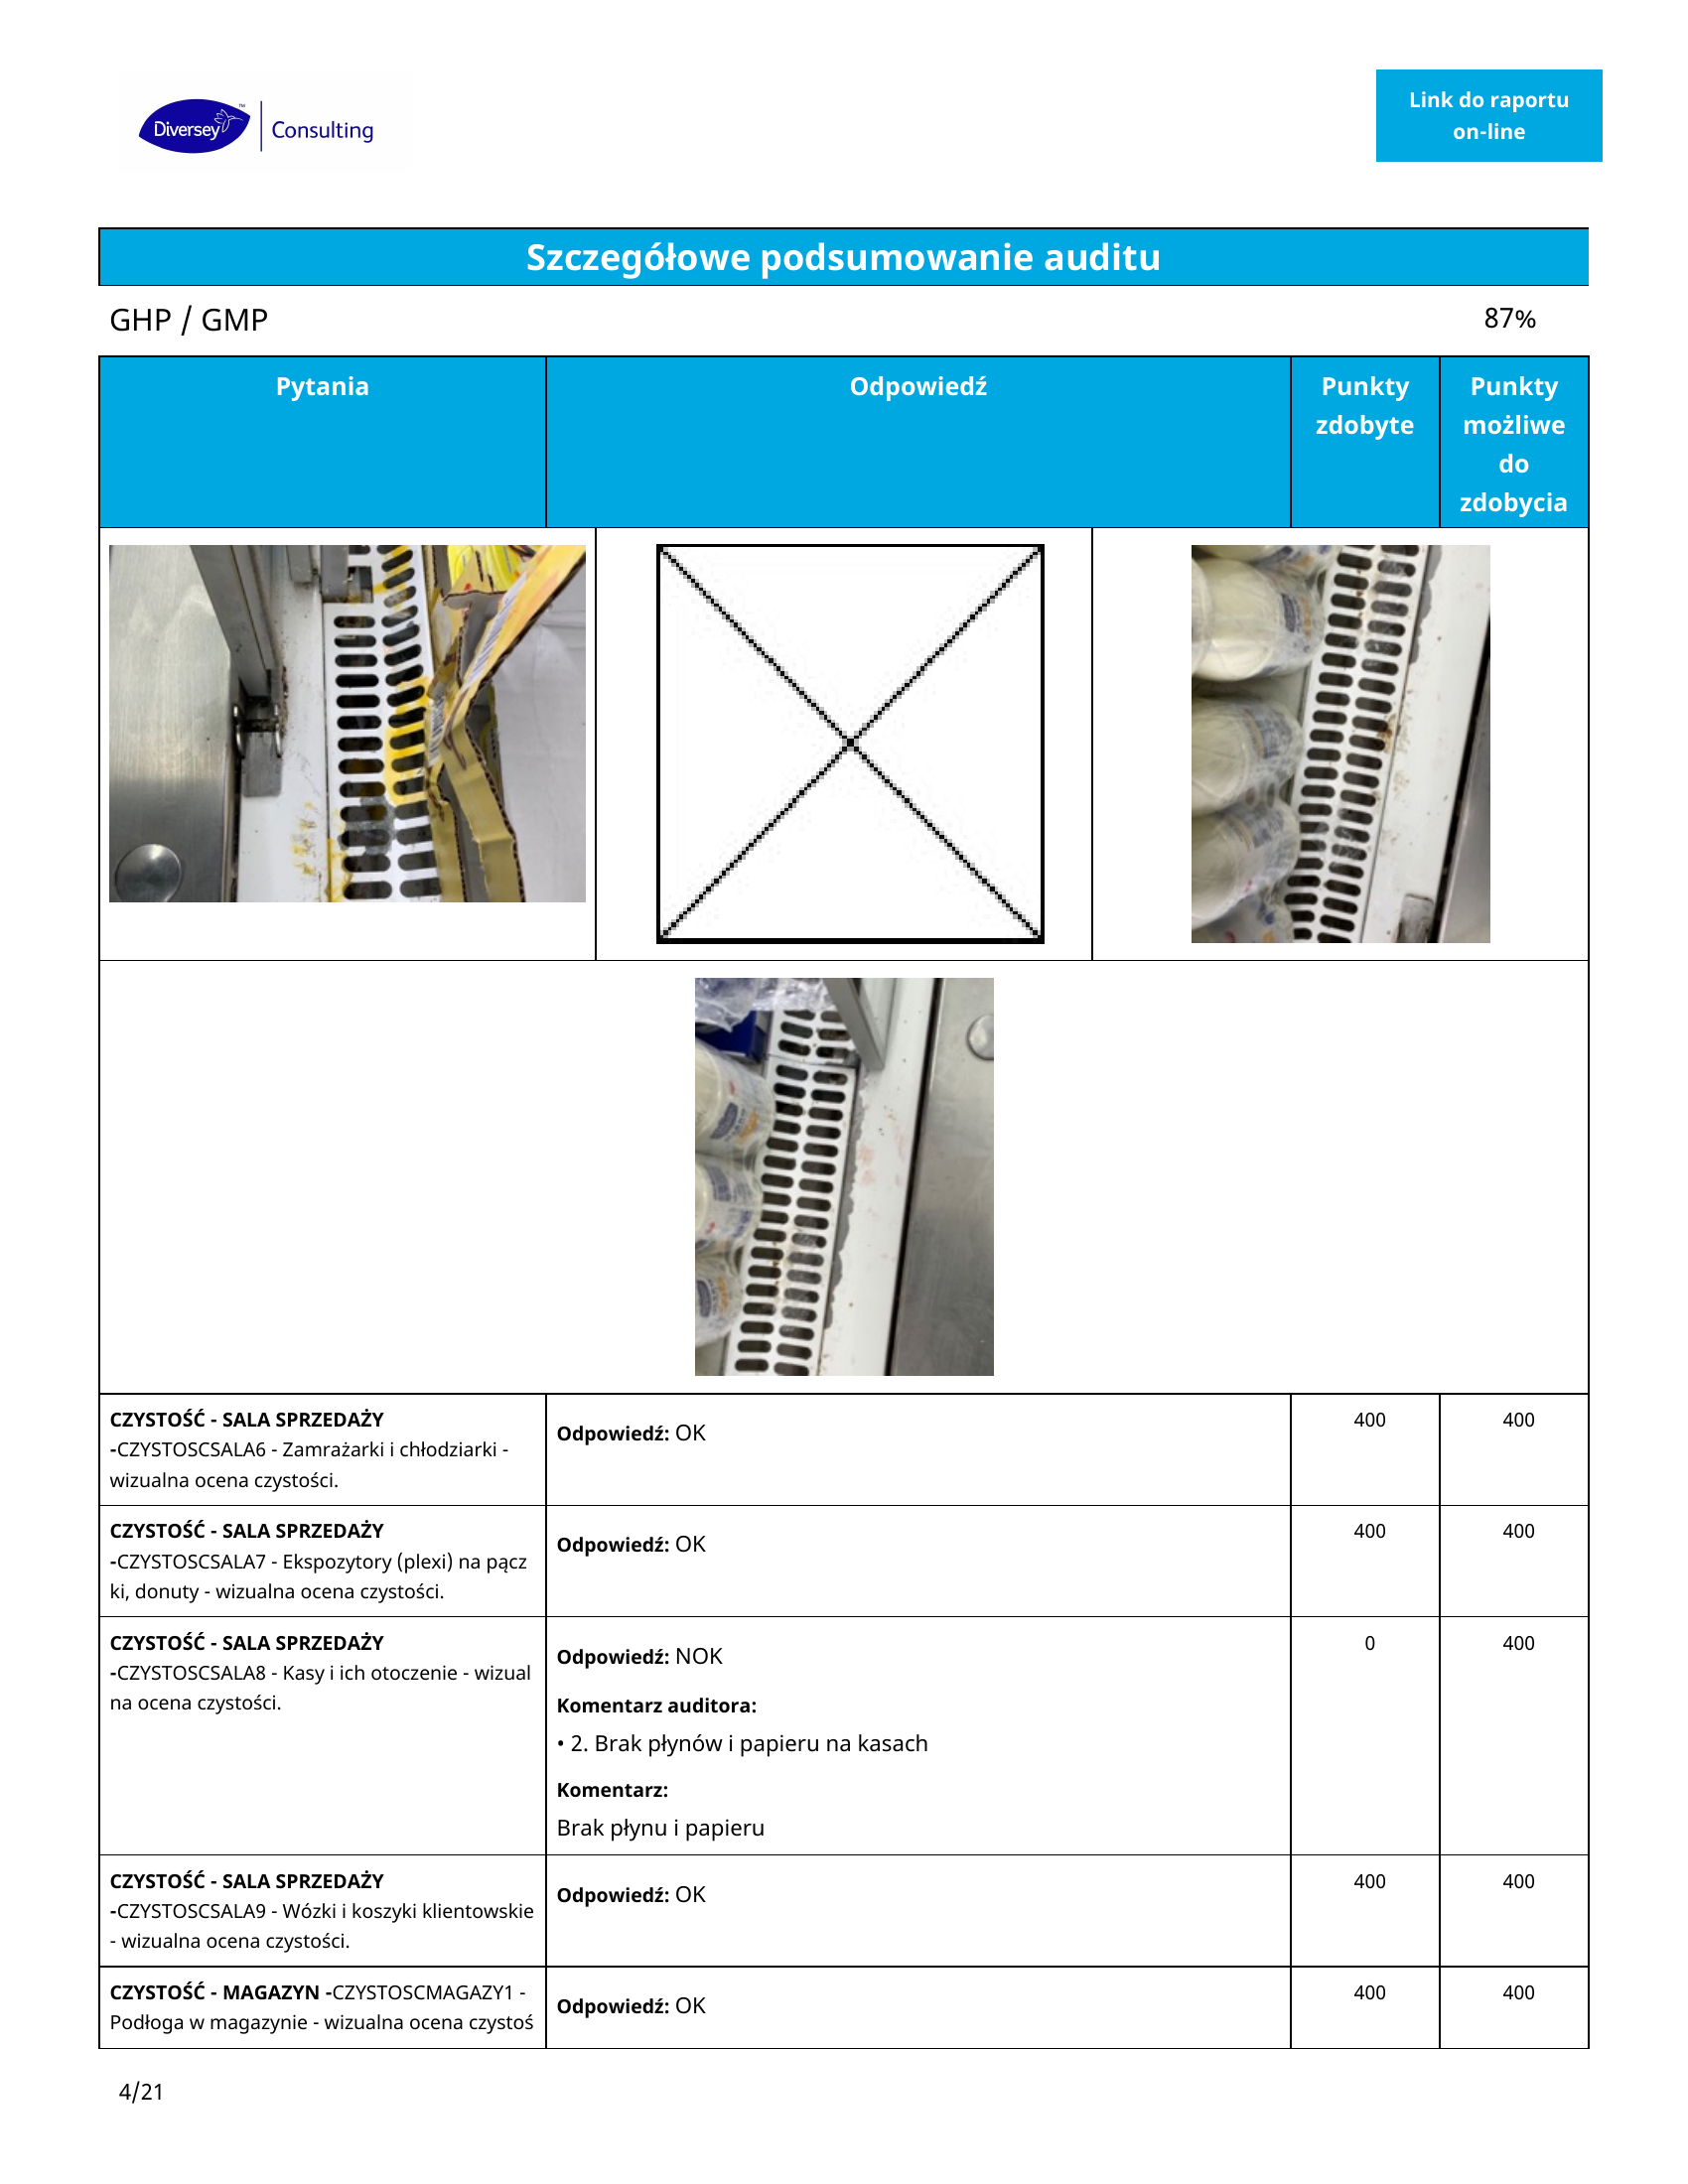 Diversey™
Consulting
Link do raportu
on-line
Szczegółowe podsumowanie auditu
GHP / GMP
87%
Pytania
Odpowiedź
Punkty
zdobyte
Punkty
możliwe
do
zdobycia
CZYSTOŚĆ - SALA SPRZEDAŻY
-CZYSTOSCSALA6 - Zamrażarki i chłodziarki -
wizualna ocena czystości.
Odpowiedź: OK
400
400
CZYSTOŚĆ - SALA SPRZEDAŻY
-CZYSTOSCSALA7 - Ekspozytory (plexi) na pącz
ki, donuty - wizualna ocena czystości.
Odpowiedź: OK
400
400
CZYSTOŚĆ - SALA SPRZEDAŻY
-CZYSTOSCSALA8 - Kasy i ich otoczenie - wizual
na ocena czystości.
Odpowiedź: NOK
Komentarz auditora:
• 2. Brak płynów i papieru na kasach
Komentarz:
Brak płynu i papieru
0
400
CZYSTOŚĆ - SALA SPRZEDAŻY
-CZYSTOSCSALA9 - Wózki i koszyki klientowskie
- wizualna ocena czystości.
Odpowiedź: OK
400
400
CZYSTOŚĆ - MAGAZYN -CZYSTOSCMAGAZY1 -
Podłoga w magazynie - wizualna ocena czystoś
Odpowiedź: OK
400
400
4/21